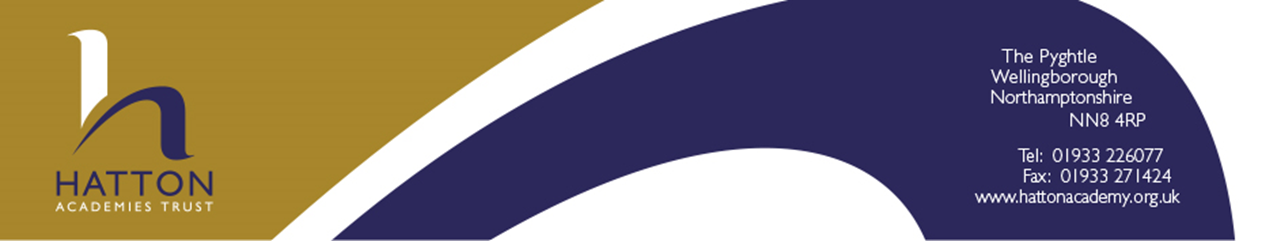 HATTON
ACADEMIES TRUST
The Pyghtle
Wellingborough
Northamptonshire
NN8 4RP
Tel: 01933 226077
Fax: 01933 271424
www.hattonacademy.org.uk